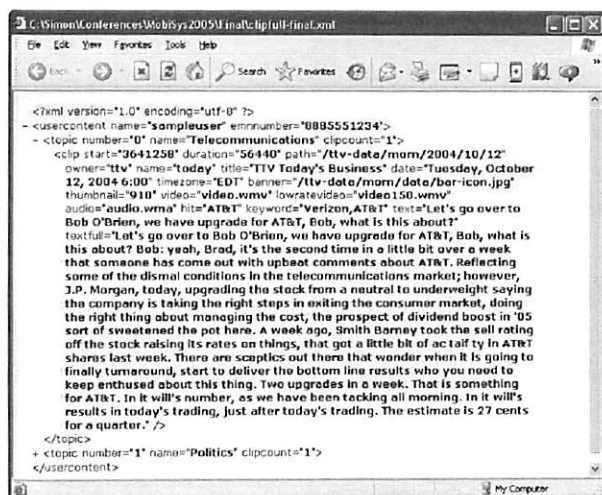 C:\Simon\Conferences\MobiSys2005\Final\clipfull-final.xml
File Edit View Favorites Tools Help
Back Search Favorites
<?xml version="1.0" encoding="utf-8" ?>
- <usercontent name="sampleuser" emnnumber="8885551234">
- <topic number="0" name="Telecommunications" clipcount="1">
<clip start="3641258" duration="56440" path="/ttv-data/mom/2004/10/12"
owner="ttv" name="today" title="TTV Today's Business" date="Tuesday, October
12, 2004 6:00" timezone="EDT" banner="/ttv-data/mom/data/bar-icon.jpg"
thumbnail="910" video="video.wmv" lowratevideo="video150.wmv"
audio="audio.wma" hit="AT&T" keyword="Verizon,AT&T" text="Let's go over to
Bob O'Brien, we have upgrade for AT&T, Bob, what is this about?"
textfull="Let's go over to Bob O'Brien, we have upgrade for AT&T, Bob, what is
this about? Bob: yeah, Brad, it's the second time in a little bit over a week
that someone has come out with upbeat comments about AT&T. Reflecting
some of the dismal conditions in the telecommunications market; however,
J.P. Morgan, today, upgrading the stock from a neutral to underweight saying
the company is taking the right steps in exiting the consumer market, doing
the right thing about managing the cost, the prospect of dividend boost in '05
sort of sweetened the pot here. A week ago, Smith Barney took the sell rating
off the stock raising its rates on things, that got a little bit of ac taif ty in AT&T
shares last week. There are sceptics out there that wonder when it is going to
finally turnaround, start to deliver the bottom line results who you need to
keep enthused about this thing. Two upgrades in a week. That is something
for AT&T. In it will's number, as we have been tacking all morning. In it will's
results in today's trading, just after today's trading. The estimate is 27 cents
for a quarter." />
</topic>
+ <topic number="1" name="Politics" clipcount="1">
</usercontent>
My Computer